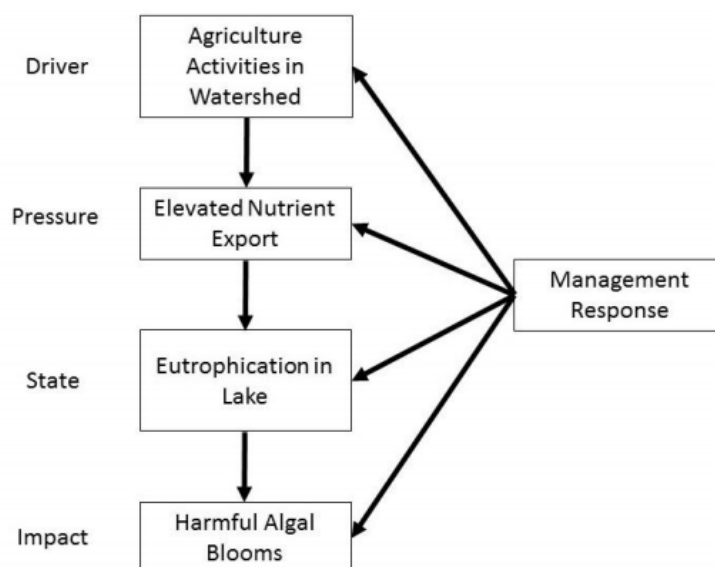 Driver
Agriculture
Activities in
Watershed
Pressure
Elevated Nutrient
Export
Management
Response
State
Eutrophication in
Lake
Impact
Harmful Algal
Blooms